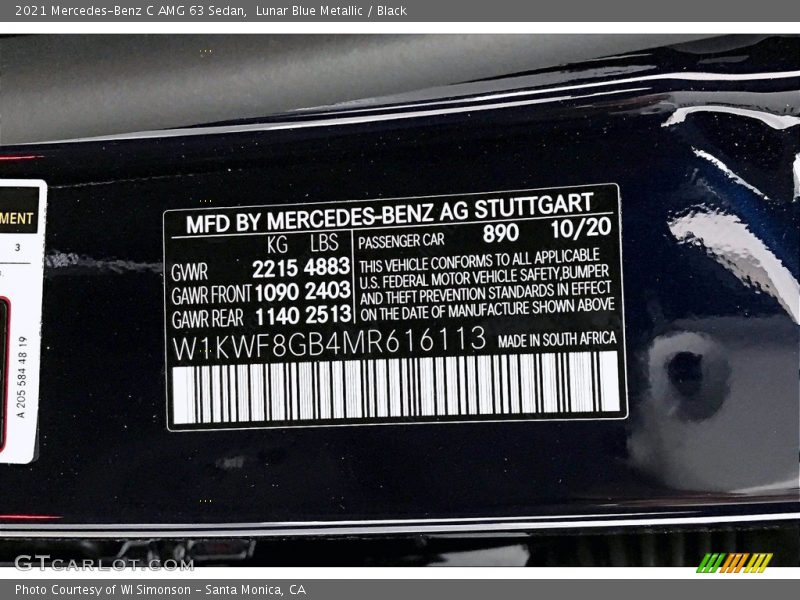 2021 Mercedes-Benz C AMG 63 Sedan,  Lunar Blue Metallic / Black
MENT
3
A 205 584 48 19
MFD BY MERCEDES-BENZ AG STUTTGART
KG LBS
GVWR 2215 4883
GAWR FRONT 1090 2403
GAWR REAR 1140 2513
PASSENGER CAR 890 10/20
THIS VEHICLE CONFORMS TO ALL APPLICABLE
U.S. FEDERAL MOTOR VEHICLE SAFETY,BUMPER
AND THEFT PREVENTION STANDARDS IN EFFECT
ON THE DATE OF MANUFACTURE SHOWN ABOVE
W1KWF8GB4MR616113 MADE IN SOUTH AFRICA
GTCARLOT.COM
Photo Courtesy of WI Simonson - Santa Monica, CA